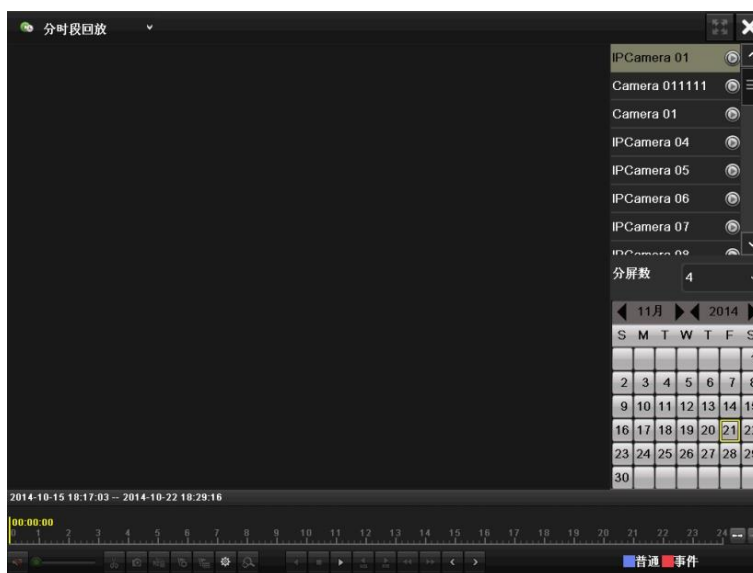 分时段回放
IPCamera 01
Camera 011111
Camera 01
IPCamera 04
IPCamera 05
IPCamera 06
IPCamera 07
分屏数 4
11月 2014
S M T W T F S
2 3 4 5 6 7
9 10 11 12 13 14
16 17 18 19 20 21
23 24 25 26 27 28
30
2014-10-15 18:17:03 -- 2014-10-22 18:29:16
00:00:00
0 1 2 3 4 5 6 7 8 9 10 11 12 13 14 15 16 17 18 19 20 21 22 23 24
普通 事件